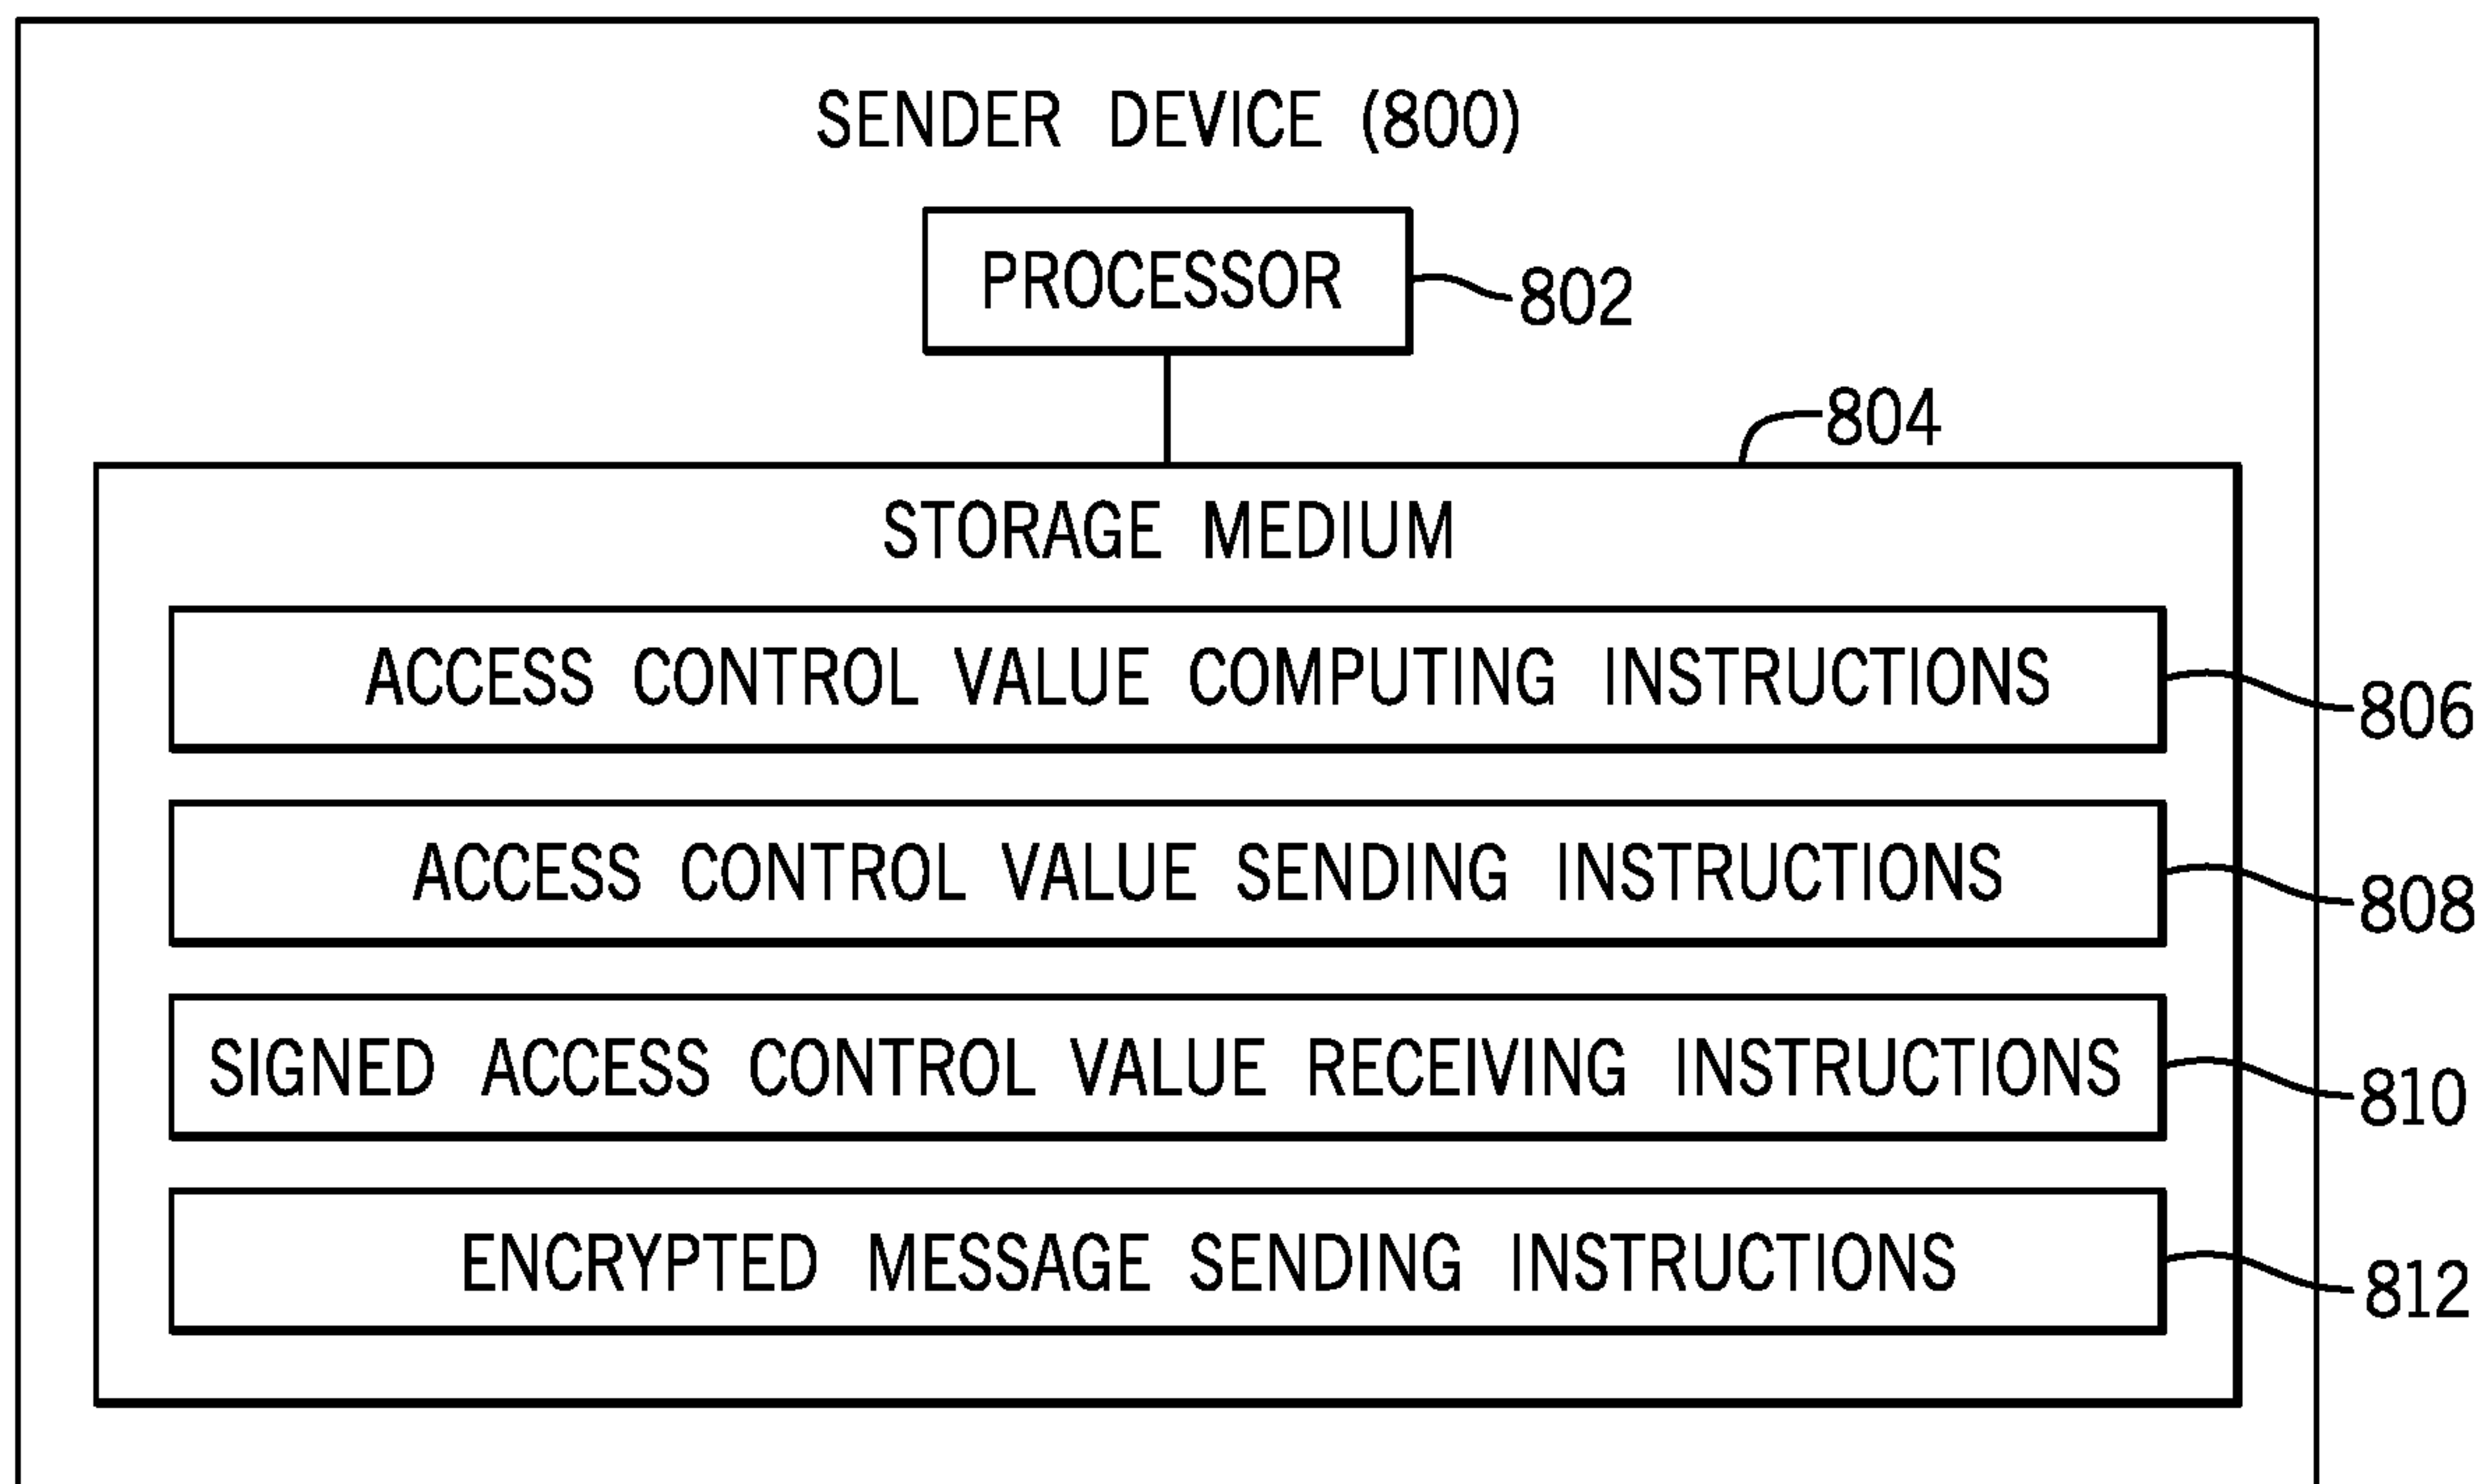 SENDER DEVICE (800)
PROCESSOR
802
804
STORAGE MEDIUM
ACCESS CONTROL VALUE COMPUTING INSTRUCTIONS
806
ACCESS CONTROL VALUE SENDING INSTRUCTIONS
808
SIGNED ACCESS CONTROL VALUE RECEIVING INSTRUCTIONS
810
ENCRYPTED MESSAGE SENDING INSTRUCTIONS
812